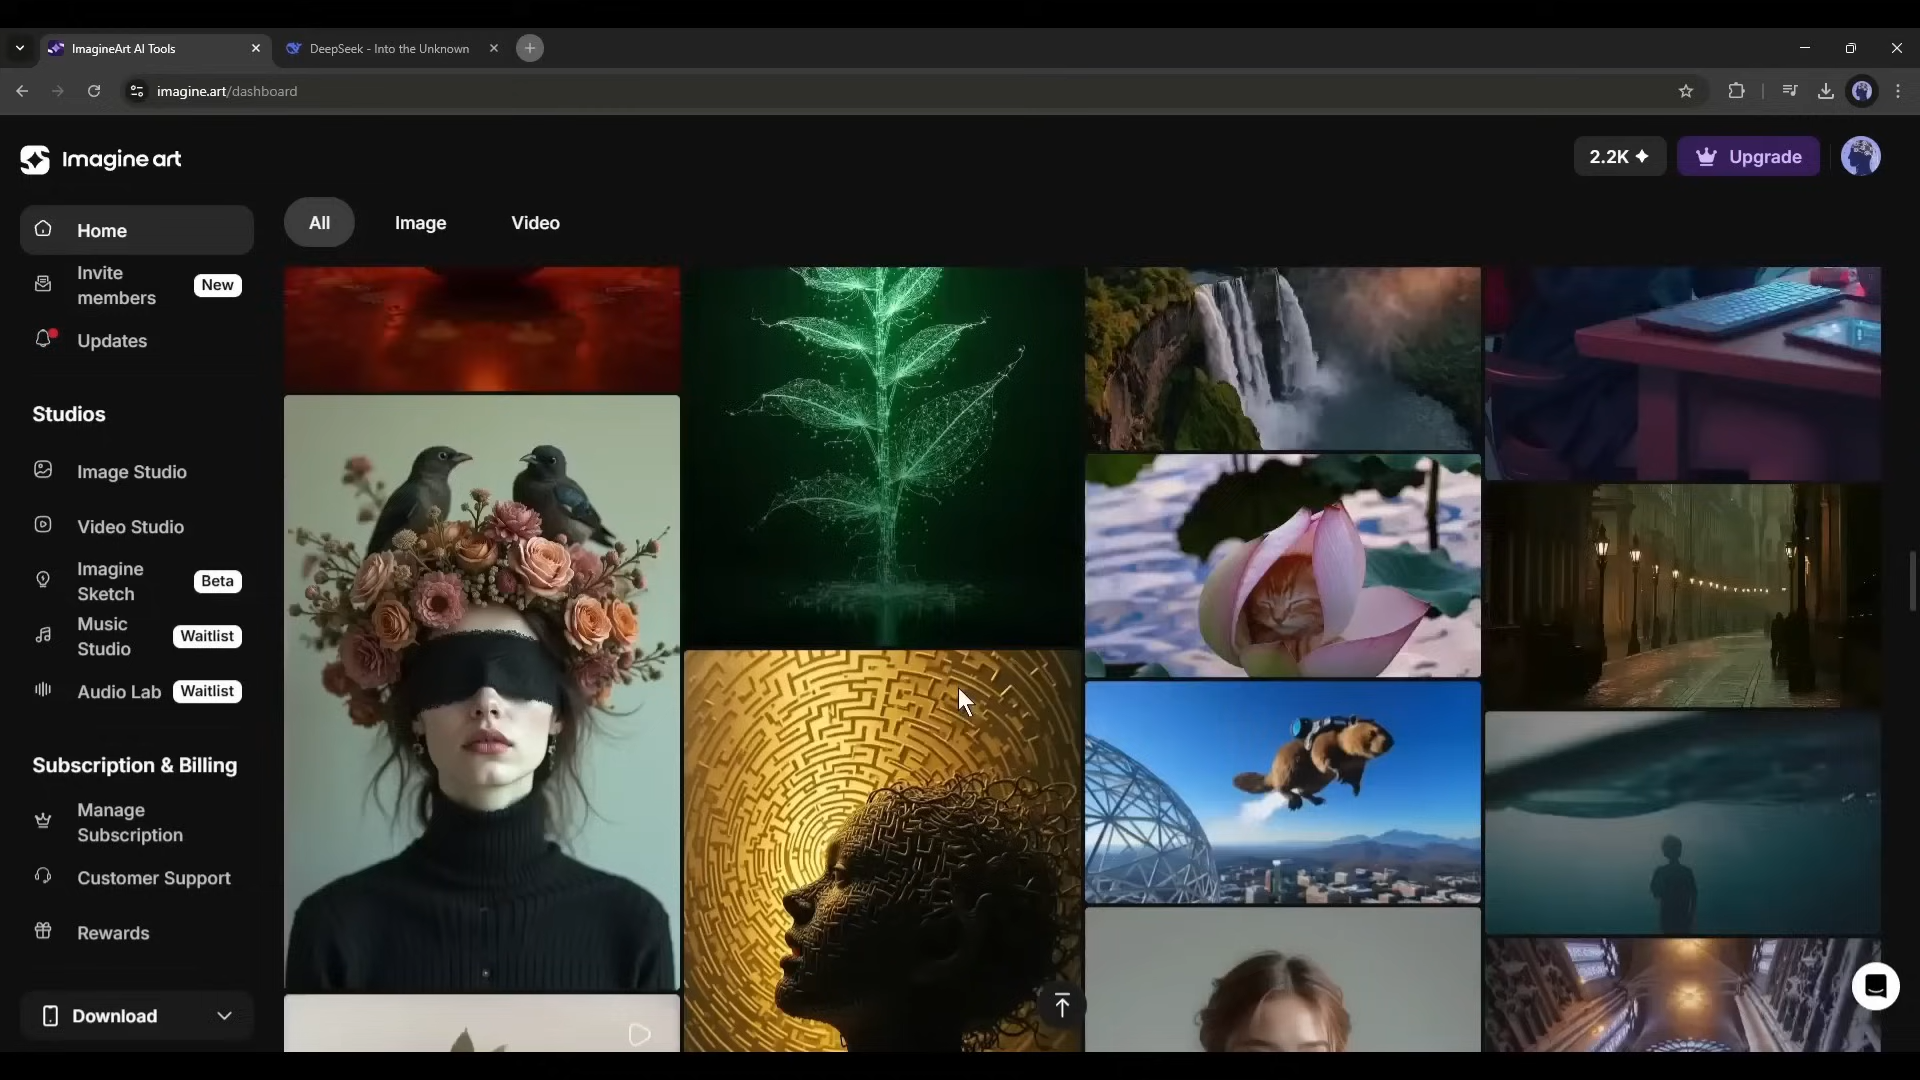 ImagineArt AI Tools
DeepSeek - Into the Unknown
imagine.art/dashboard
Imagine art
2.2K
Upgrade
Home
Invite members
New
Updates
All
Image
Video
Studios
Image Studio
Video Studio
Imagine Sketch
Beta
Music Studio
Waitlist
Audio Lab
Waitlist
Subscription & Billing
Manage Subscription
Customer Support
Rewards
Download